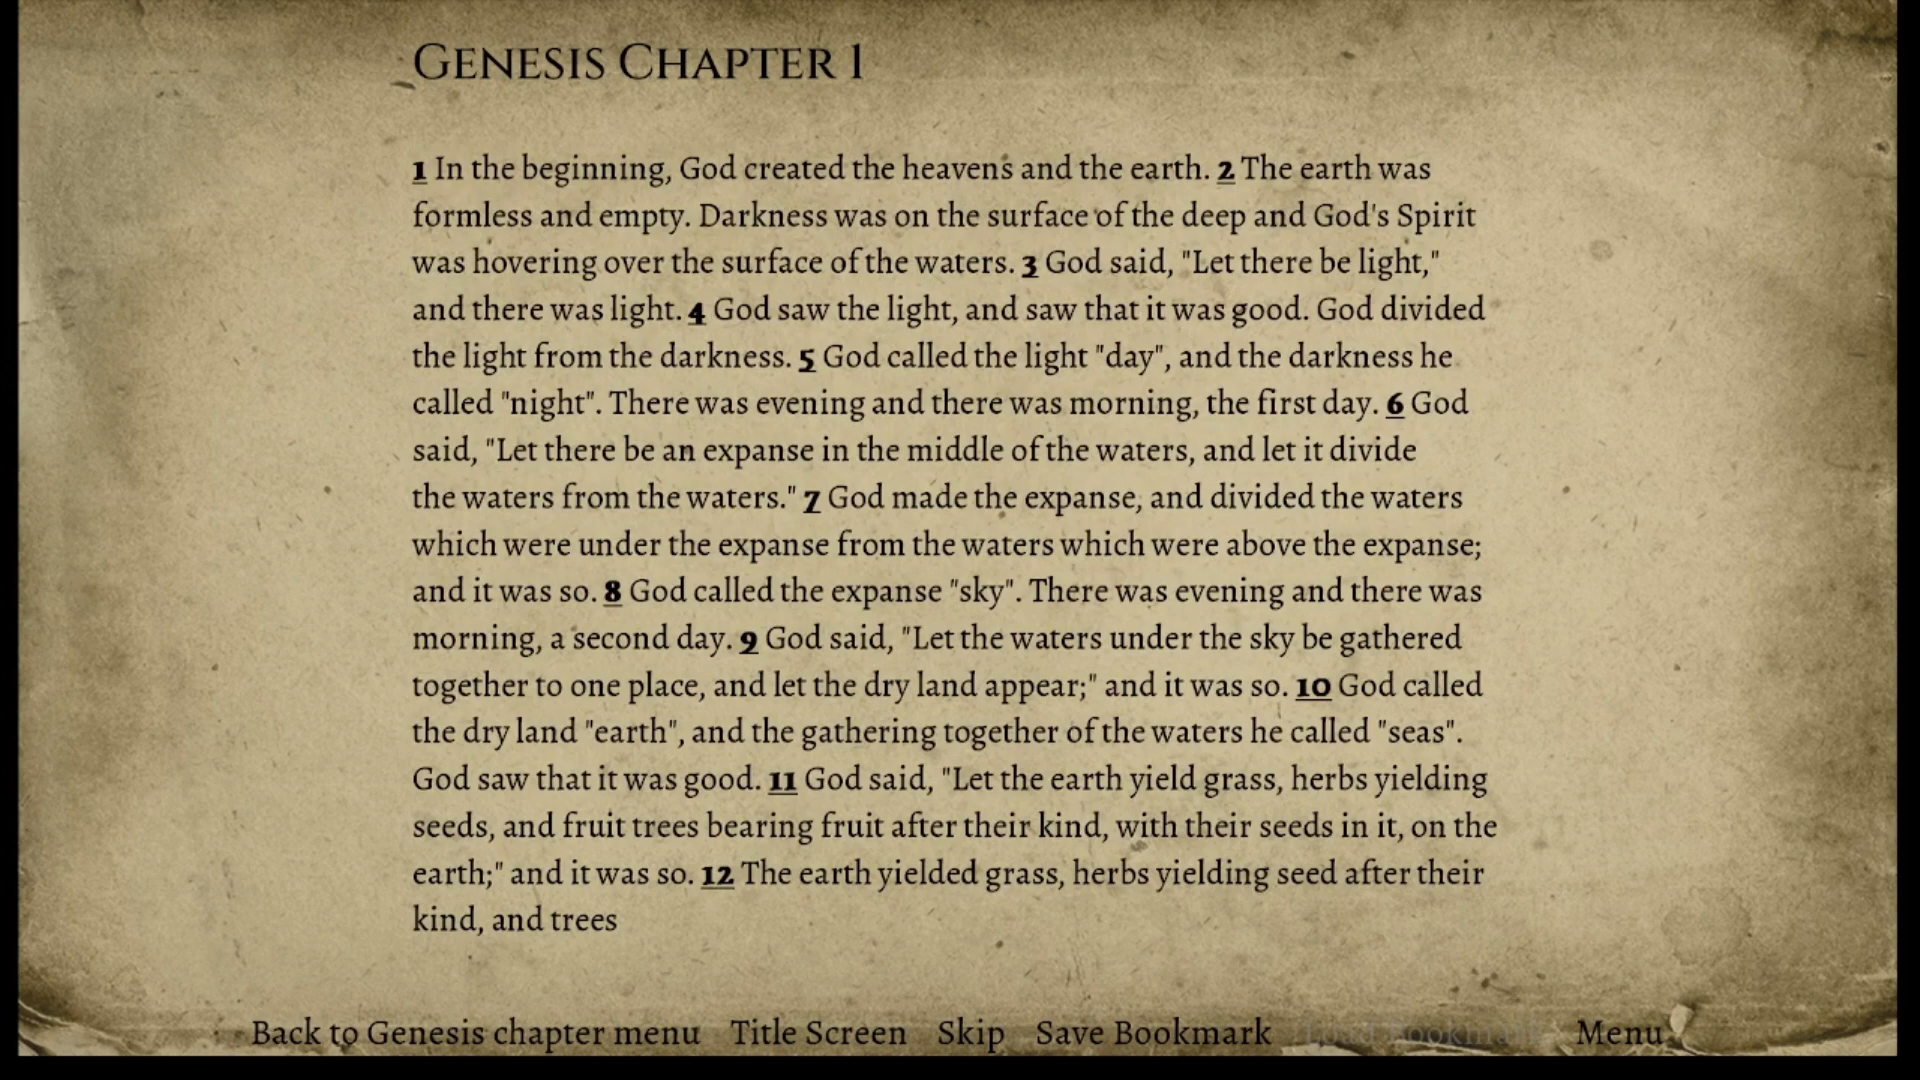 Genesis Chapter 1
1 In the beginning, God created the heavens and the earth. 2 The earth was
formless and empty. Darkness was on the surface of the deep and God's Spirit
was hovering over the surface of the waters. 3 God said, "Let there be light,"
and there was light. 4 God saw the light, and saw that it was good. God divided
the light from the darkness. 5 God called the light "day", and the darkness he
called "night". There was evening and there was morning, the first day. 6 God
said, "Let there be an expanse in the middle of the waters, and let it divide
the waters from the waters." 7 God made the expanse, and divided the waters
which were under the expanse from the waters which were above the expanse;
and it was so. 8 God called the expanse "sky". There was evening and there was
morning, a second day. 9 God said, "Let the waters under the sky be gathered
together to one place, and let the dry land appear;" and it was so. 10 God called
the dry land "earth", and the gathering together of the waters he called "seas".
God saw that it was good. 11 God said, "Let the earth yield grass, herbs yielding
seeds, and fruit trees bearing fruit after their kind, with their seeds in it, on the
earth;" and it was so. 12 The earth yielded grass, herbs yielding seed after their
kind, and trees
Back to Genesis chapter menu Title Screen Skip Save Bookmark Load Bookmark Menu